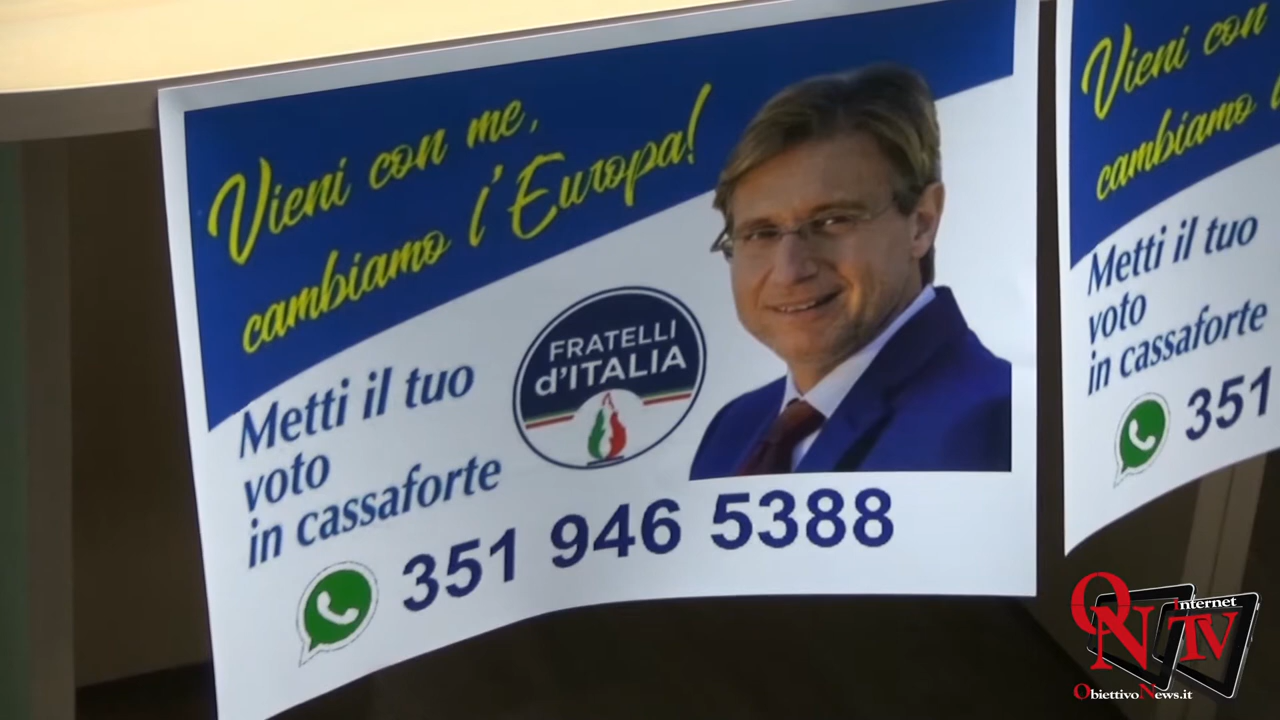 Vieni con me,
cambiamo l'Europa!
FRATELLI
d'ITALIA
Metti il tuo
voto
in cassaforte
351 946 5388
Vieni con
cambiamo
Metti il tuo
voto
in cassaforte
351
ON
Internet
TV
ObiettivoNews.it